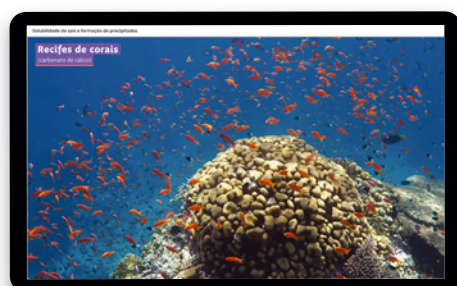 Solubilidade de sais e formação de precipitados
Recifes de corais
(carbonato de cálcio)